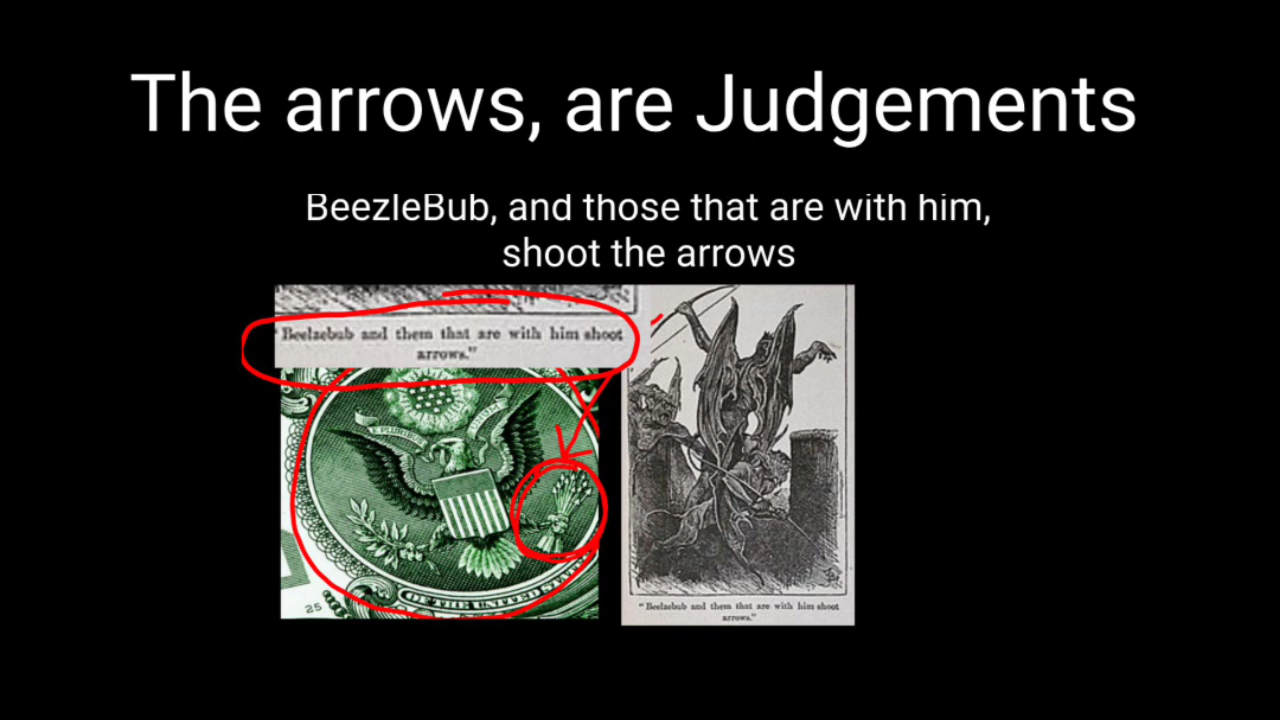 The arrows, are Judgements
BeezleBub, and those that are with him,
shoot the arrows
"Beelzebub and them that are with him shoot
arrows."
E PLURIBUS
OF THE UNITED STATES
25
"Beelzebub and them that are with him shoot
arrows."